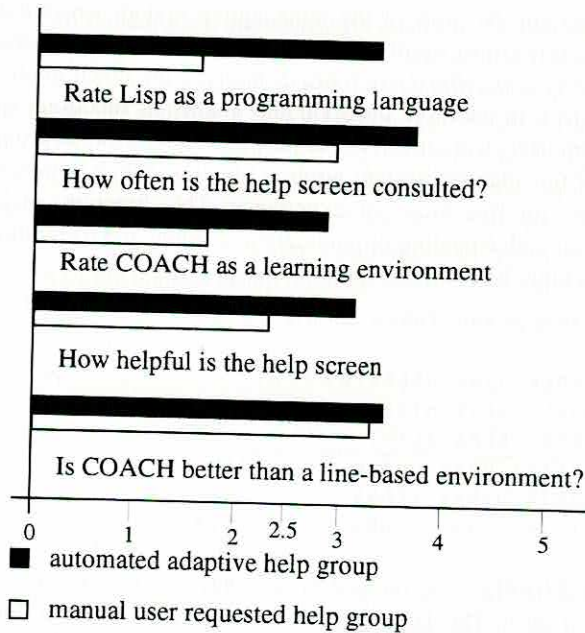 Rate Lisp as a programming language
How often is the help screen consulted?
Rate COACH as a learning environment
How helpful is the help screen
Is COACH better than a line-based environment?
0 1 2 2.5 3 4 5
automated adaptive help group
manual user requested help group